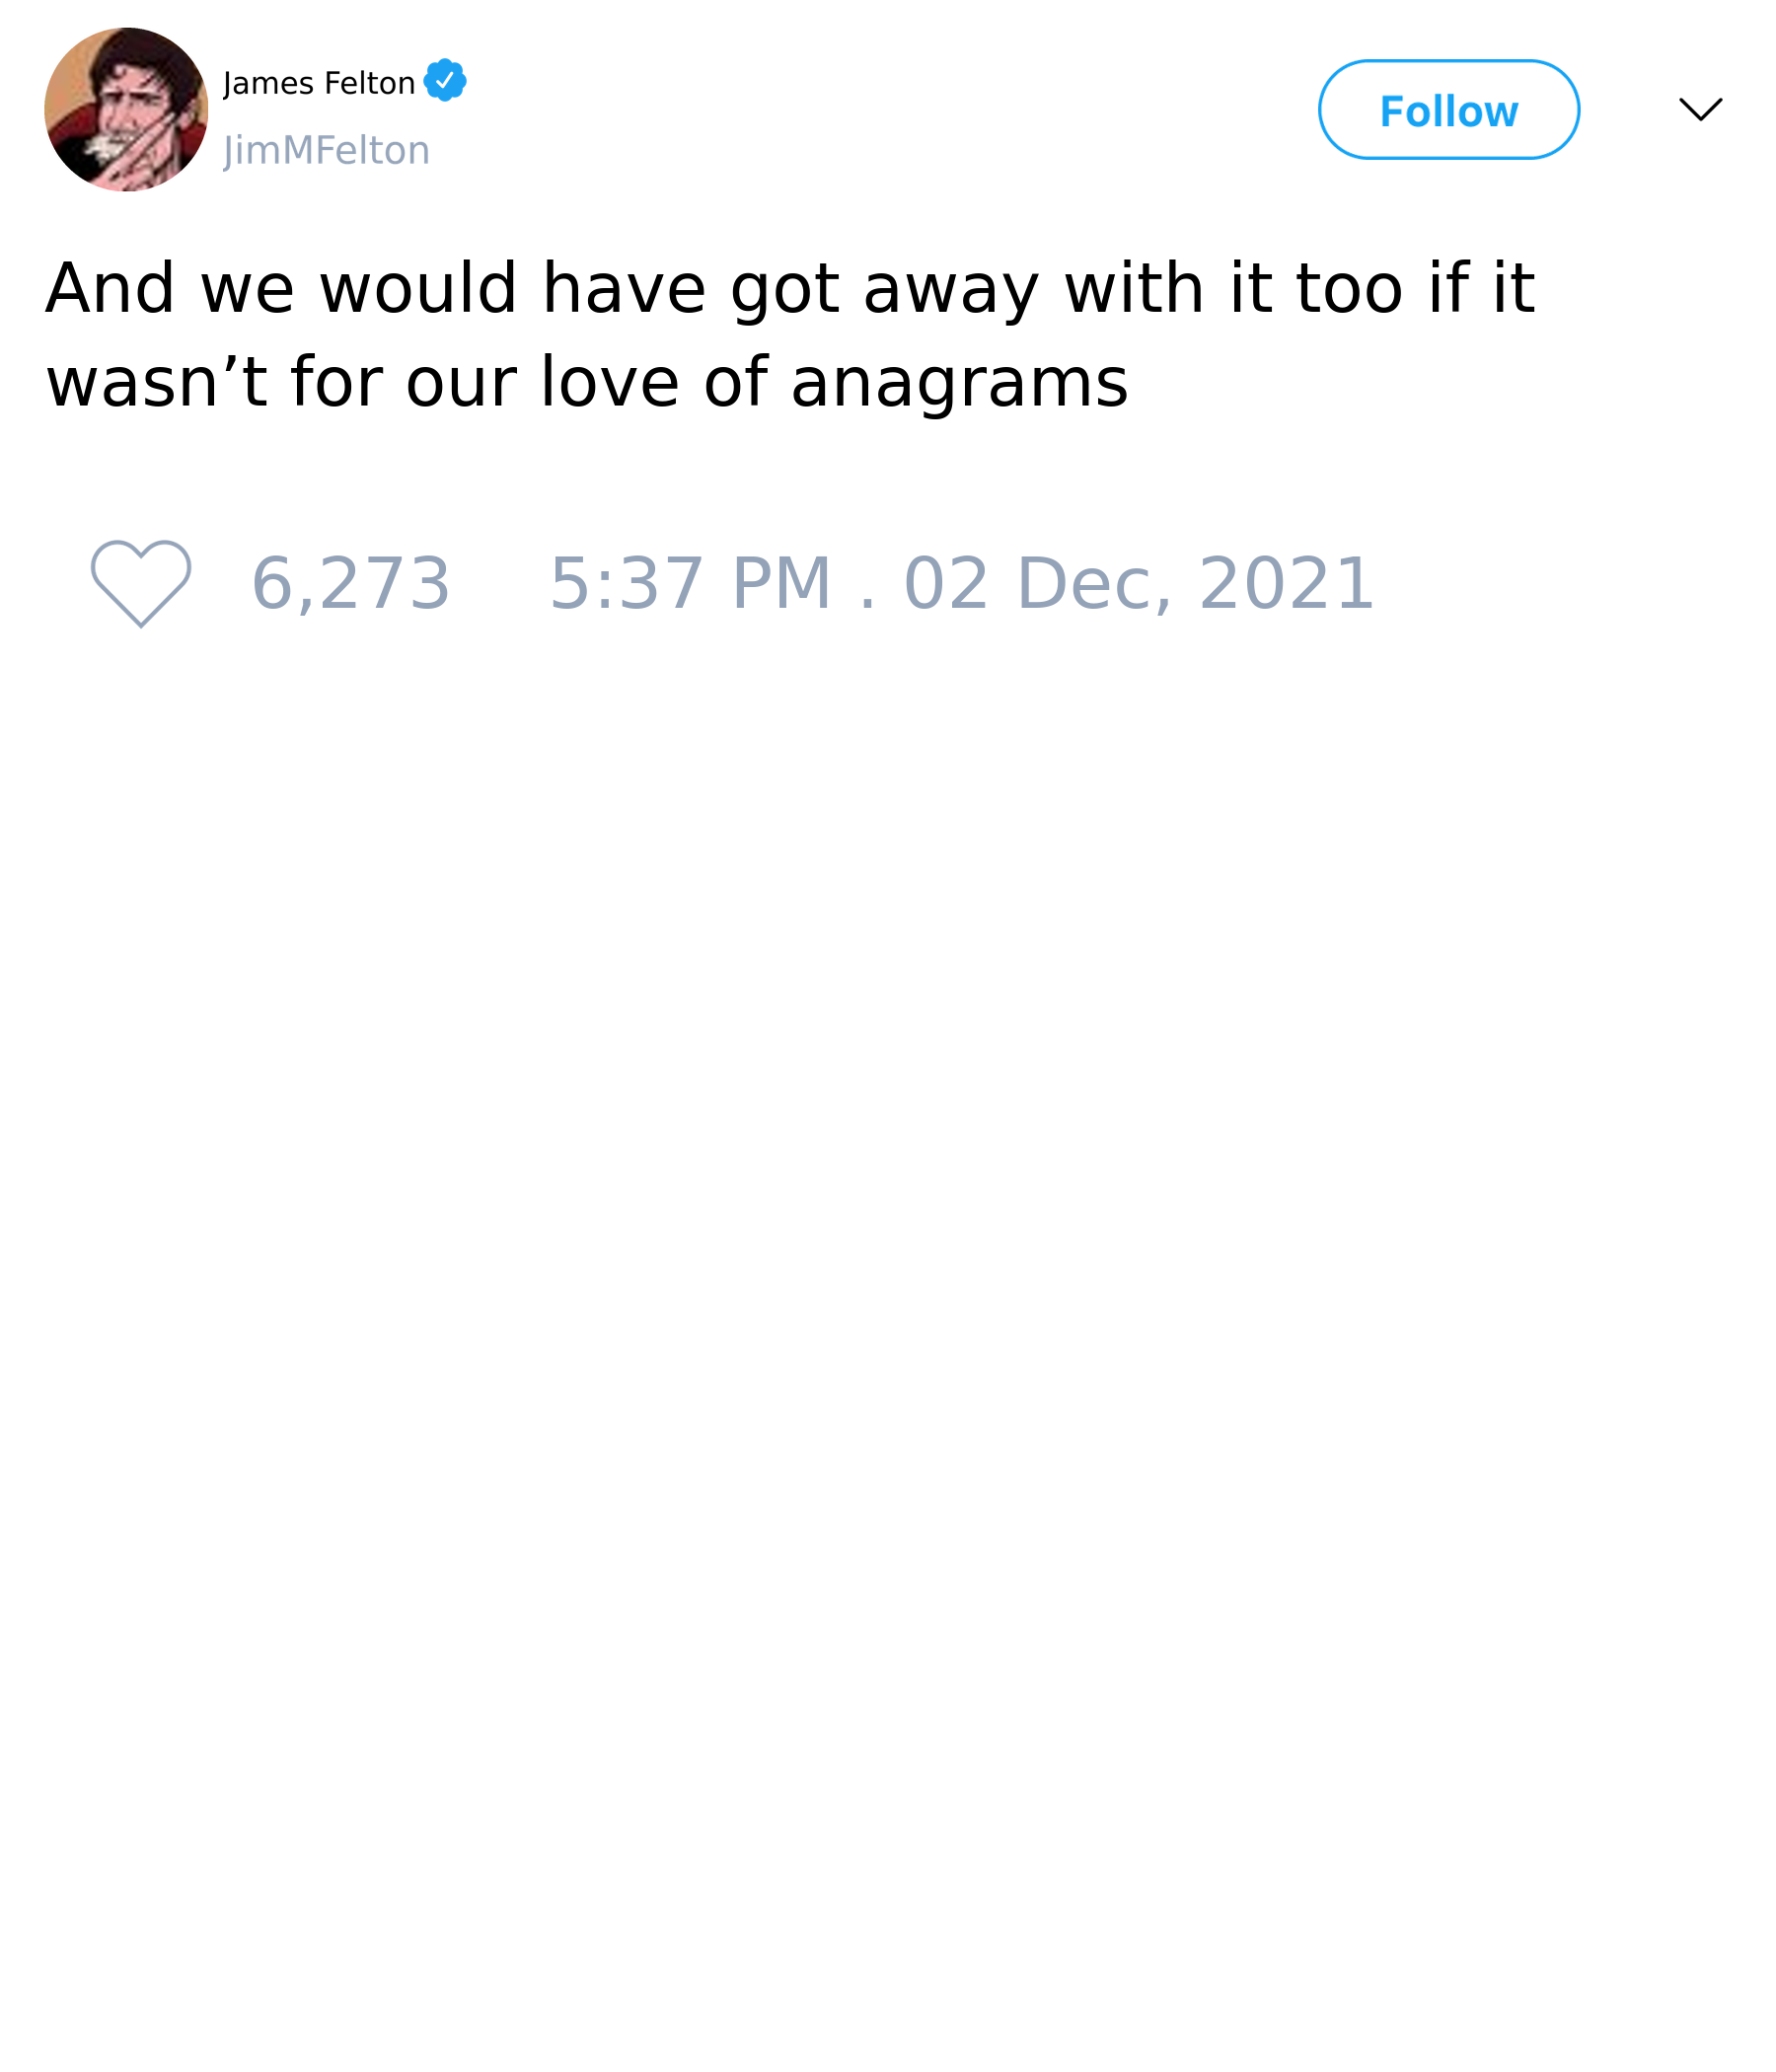 James Felton
JimMFelton
Follow
And we would have got away with it too if it
wasn’t for our love of anagrams
6,273 5:37 PM . 02 Dec, 2021